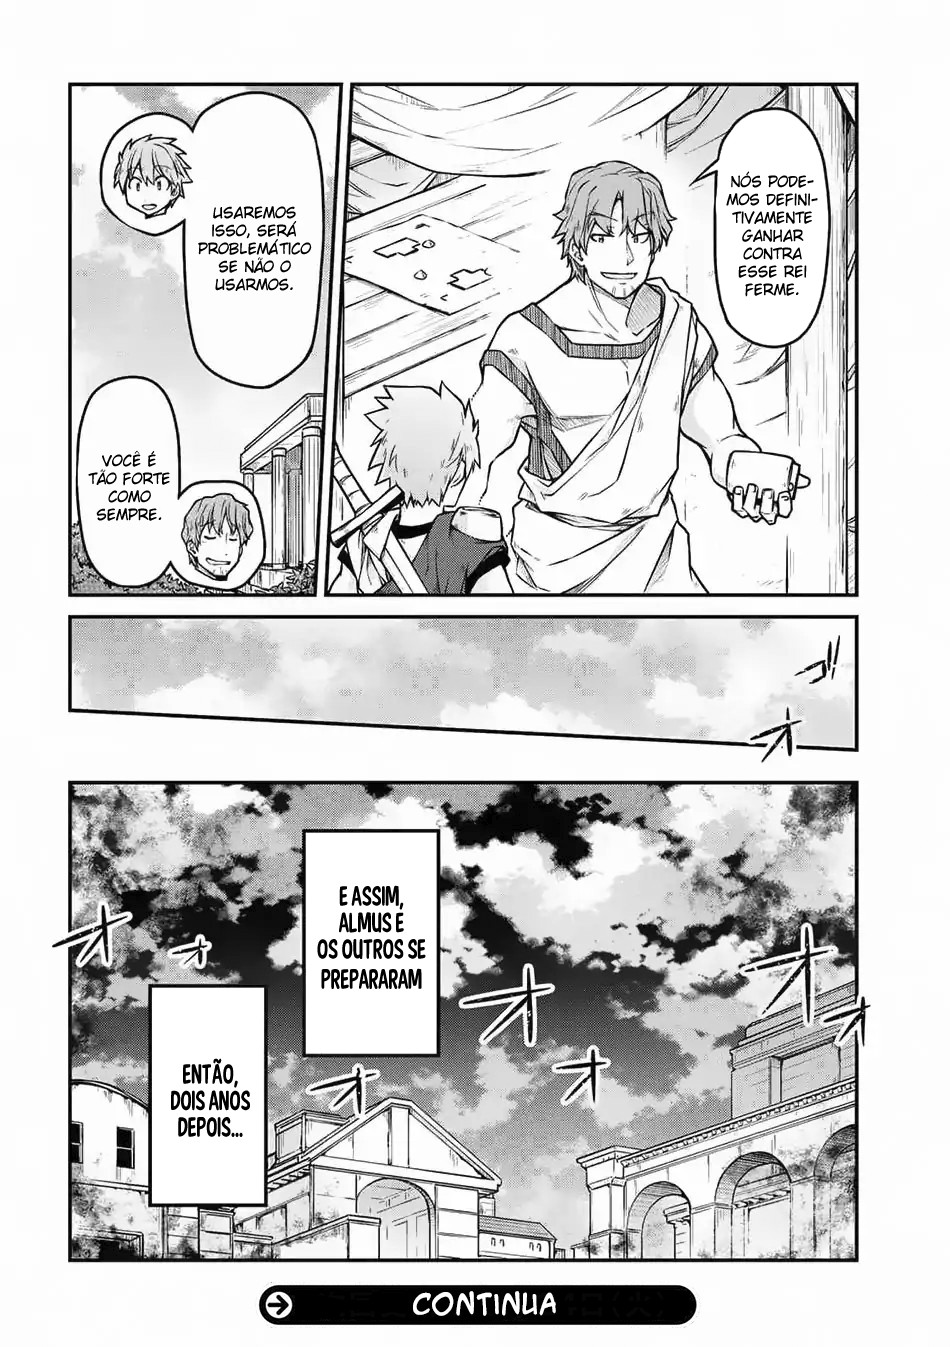 NÓS PODE-
MOS DEFINI-
TIVAMENTE
GANHAR
CONTRA
ESSE REI
FERME.
USAREMOS
ISSO, SERÁ
PROBLEMÁTICO
SE NÃO O
USARMOS.
VOCÊ É
TÃO FORTE
COMO
SEMPRE.
E ASSIM,
ALMUS E
OS OUTROS SE
PREPARARAM
ENTÃO,
DOIS ANOS
DEPOIS...
CONTINUA